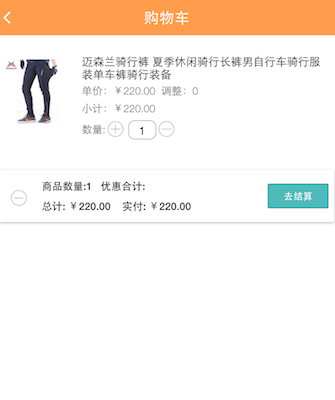 购物车
迈森兰骑行裤 夏季休闲骑行长裤男自行车骑行服
装单车裤骑行装备
单价: ￥220.00 调整: 0
小计: ￥220.00
数量: 1
商品数量:1 优惠合计:
总计: ￥220.00 实付: ￥220.00
去结算